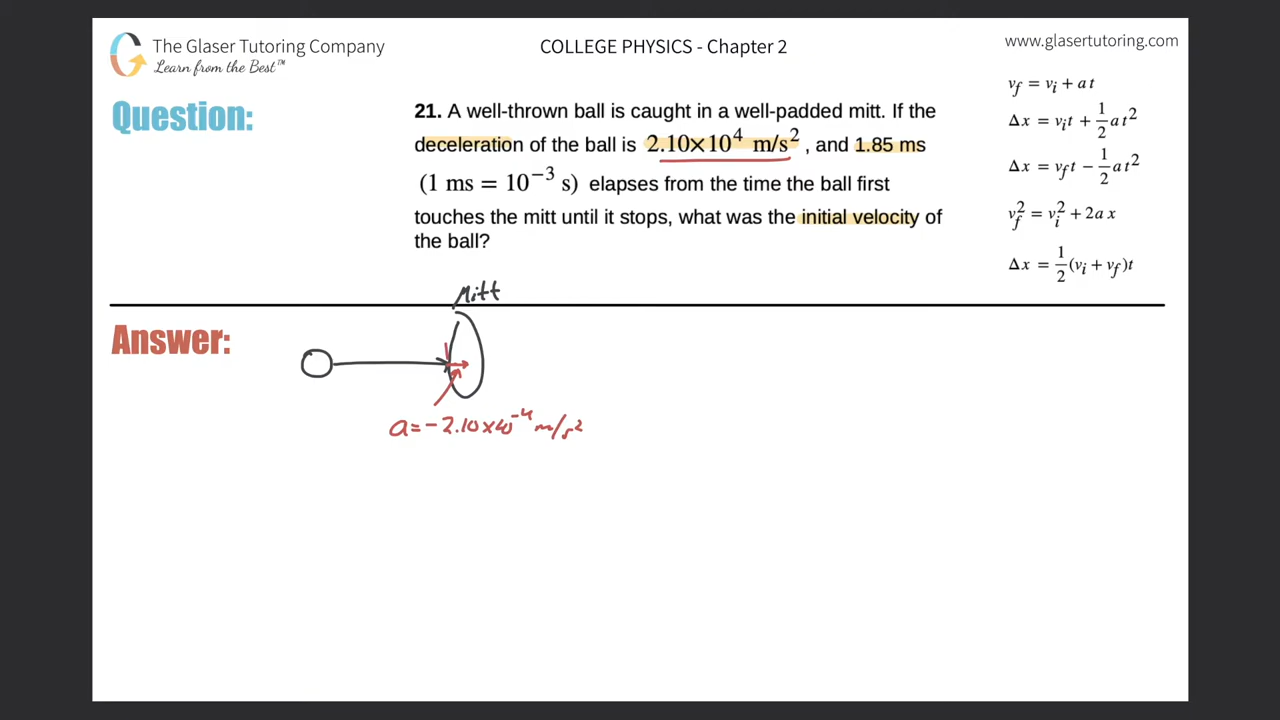 The Glaser Tutoring Company
Learn from the Best™
COLLEGE PHYSICS - Chapter 2
www.glasertutoring.com
Question:
21. A well-thrown ball is caught in a well-padded mitt. If the
deceleration of the ball is 2.10×10⁴ m/s², and 1.85 ms
(1 ms = 10⁻³ s) elapses from the time the ball first
touches the mitt until it stops, what was the initial velocity of
the ball?
v_f = v_i + a t
Δx = v_i t + 1/2 a t²
Δx = v_f t − 1/2 a t²
v_f² = v_i² + 2a x
Δx = 1/2 (v_i + v_f) t
Mitt
Answer:
a = −2.10×10⁻⁴ m/s²